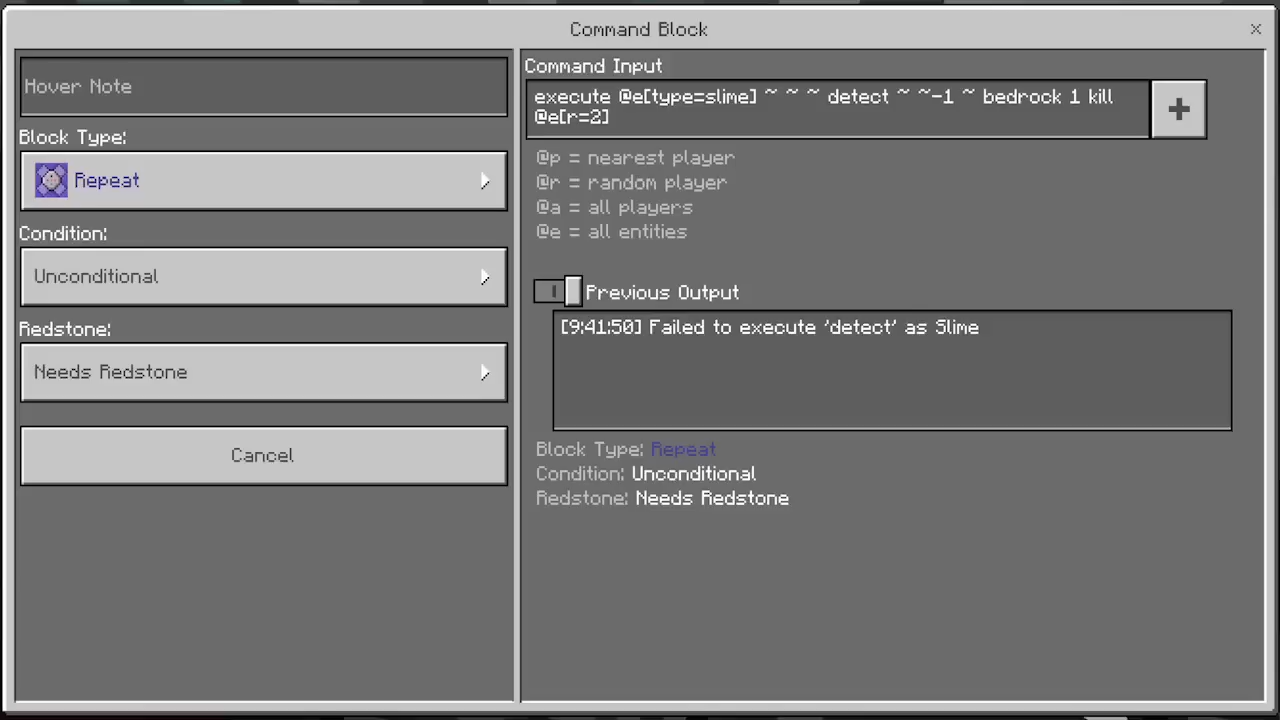 Command Block
Hover Note
Block Type:
Repeat
Condition:
Unconditional
Redstone:
Needs Redstone
Cancel
Command Input
execute @e[type=slime] ~ ~ ~ detect ~ ~-1 ~ bedrock 1 kill
@e[r=2]
@p = nearest player
@r = random player
@a = all players
@e = all entities
Previous Output
[9:41:50] Failed to execute 'detect' as Slime
Block Type: Repeat
Condition: Unconditional
Redstone: Needs Redstone